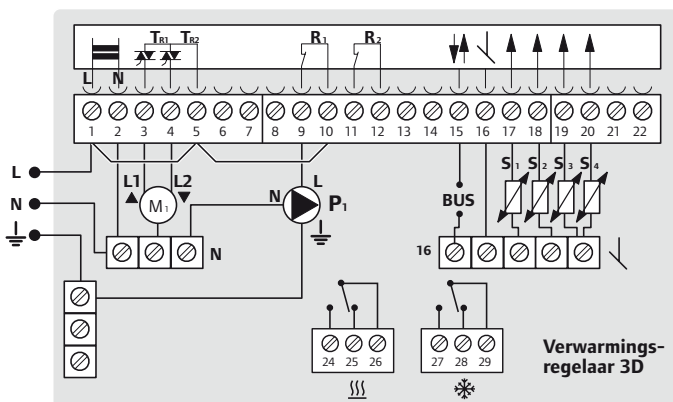 TR1 TR2 R1 R2
L N
1 2 3 4 5 6 7 8 9 10 11 12 13 14 15 16 17 18 19 20 21 22
L
L1 L2
L
S1 S2 S3 S4
N
M1
N
P1
BUS
N
16
24 25 26
27 28 29
Verwarmings-
regelaar 3D